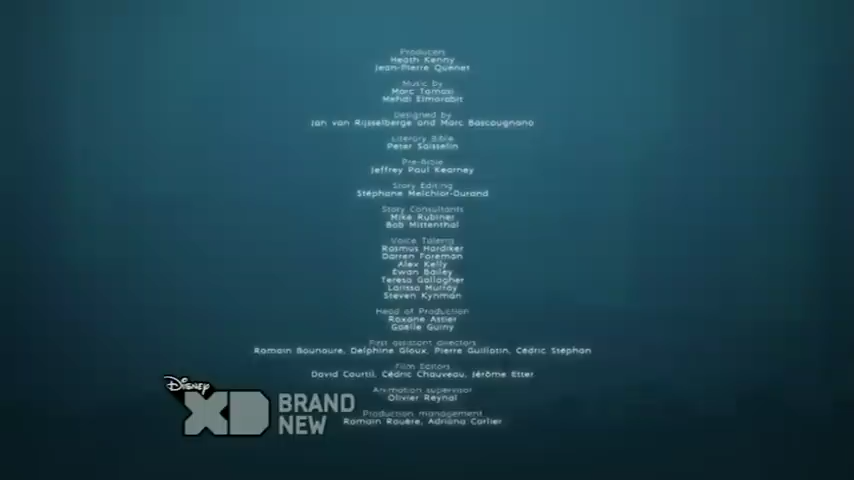 Producers
Heath Kenny
Jean-Pierre Quenet
Music by
Marc Tomasi
Mehdi Elmorabit
Designed by
Jan van Rijsselberge and Marc Bascougnano
Literary Bible
Peter Saisselin
Pre-Bible
Jeffrey Paul Kearney
Story Editing
Stéphane Melchior-Durand
Story Consultants
Mike Rubiner
Bob Mittenthal
Voice Talents
Rasmus Hardiker
Darren Foreman
Alex Kelly
Ewan Bailey
Teresa Gallagher
Larissa Murray
Steven Kynman
Head of Production
Roxane Astier
Gaëlle Guiny
First assistant directors
Romain Bounoure, Delphine Gloux, Pierre Guillotin, Cédric Stéphan
Film Editors
David Courtil, Cédric Chauveau, Jérôme Etter
Animation supervisor
Olivier Reynal
Production management
Romain Rouère, Adriana Carlier
Disney
XD
BRAND
NEW